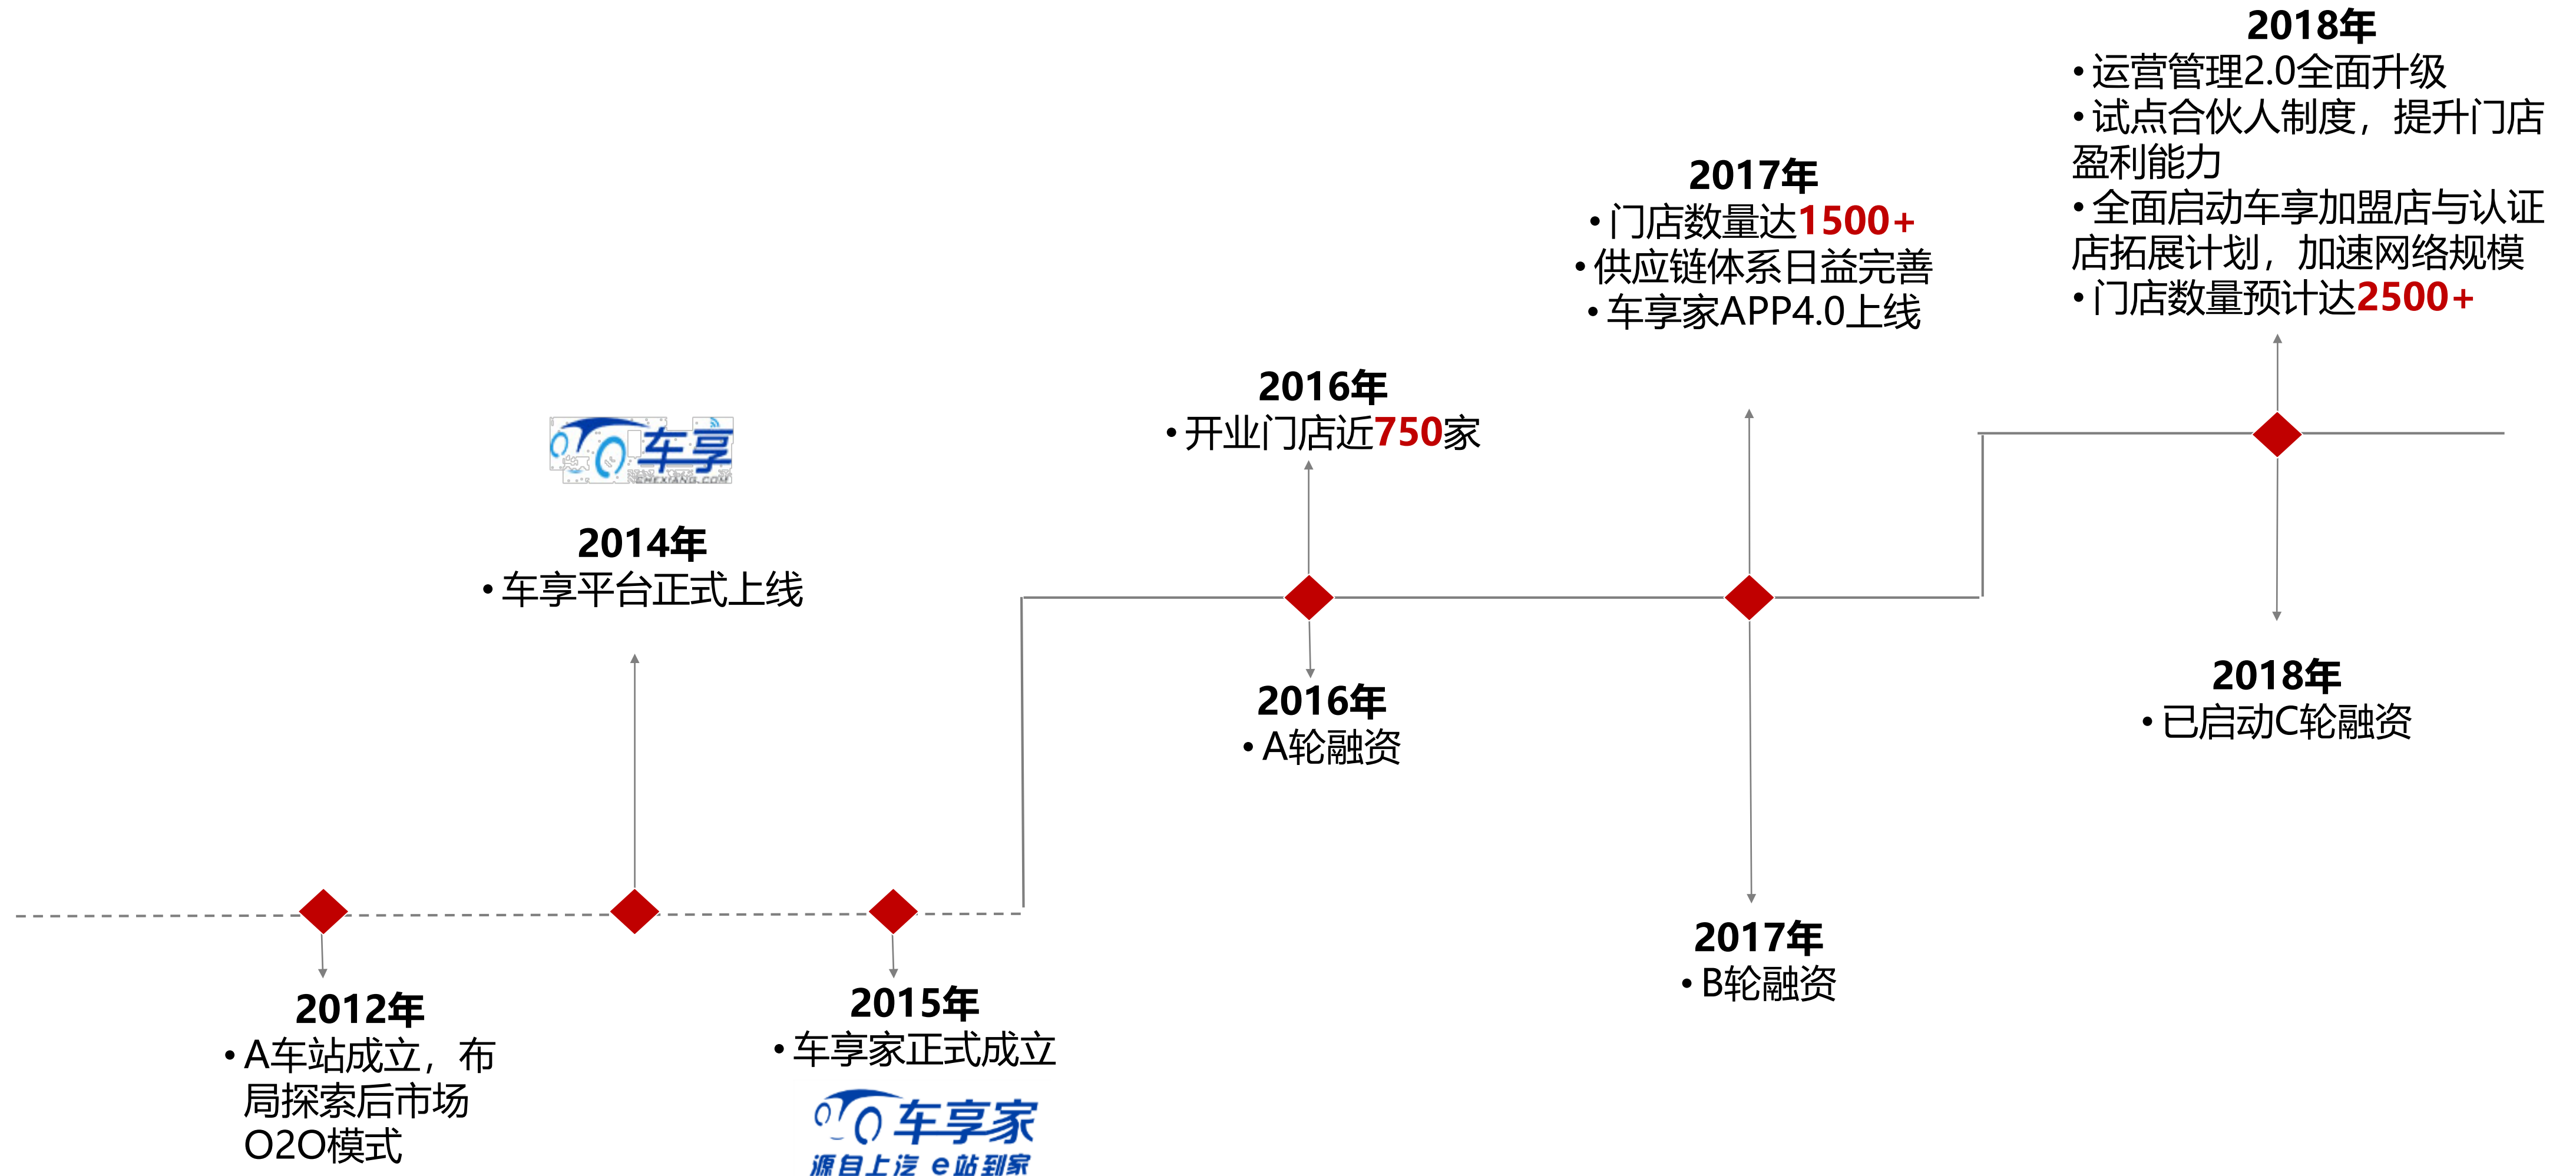 2012年
• A车站成立，布
局探索后市场
O2O模式
车享
CHEXIANG.COM
2014年
• 车享平台正式上线
2015年
• 车享家正式成立
车享家
源自上汽 e站到家
2016年
• 开业门店近750家
2016年
• A轮融资
2017年
• 门店数量达1500+
• 供应链体系日益完善
• 车享家APP4.0上线
2017年
• B轮融资
2018年
• 运营管理2.0全面升级
• 试点合伙人制度，提升门店
盈利能力
• 全面启动车享加盟店与认证
店拓展计划，加速网络规模
• 门店数量预计达2500+
2018年
• 已启动C轮融资